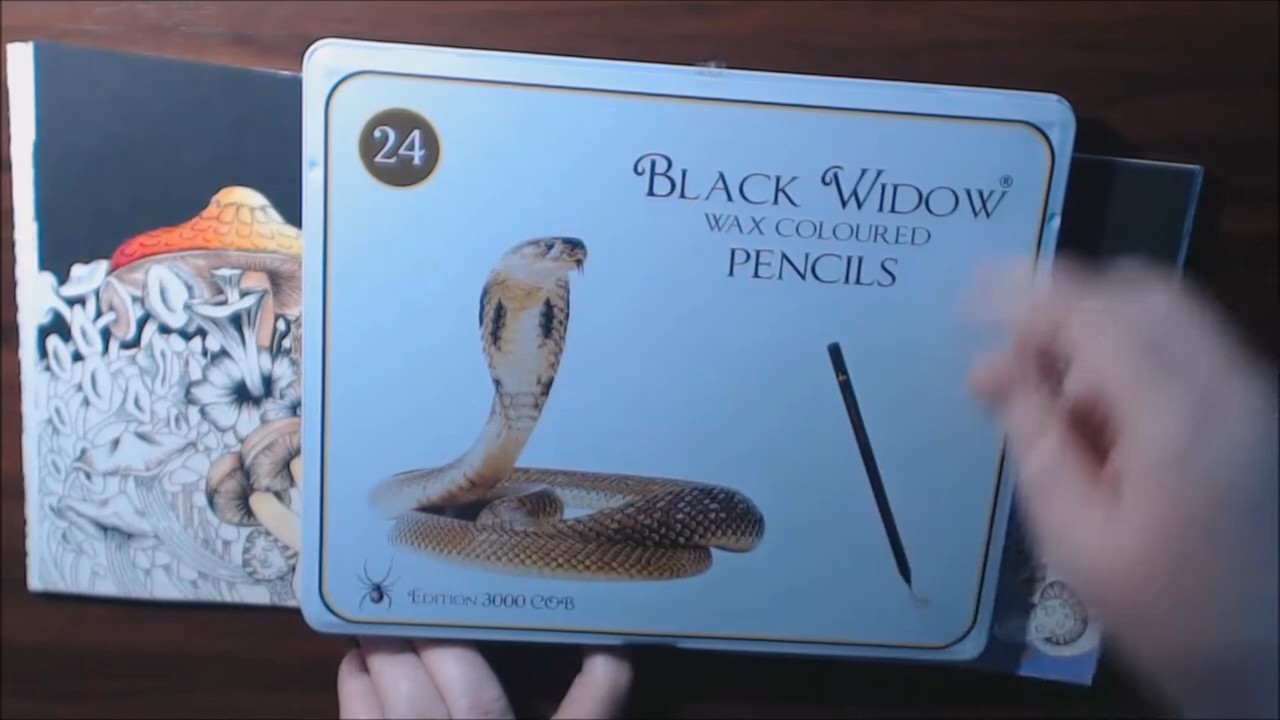 24
BLACK WIDOW®
WAX COLOURED
PENCILS
EDITION 3000 COB